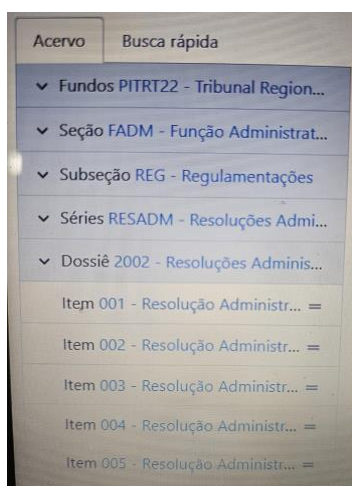 Acervo Busca rápida
Fundos PITRT22 - Tribunal Region...
Seção FADM - Função Administrat...
Subseção REG - Regulamentações
Séries RESADM - Resoluções Admi...
Dossiê 2002 - Resoluções Adminis...
Item 001 - Resolução Administr...
Item 002 - Resolução Administr...
Item 003 - Resolução Administr...
Item 004 - Resolução Administr...
Item 005 - Resolução Administr...